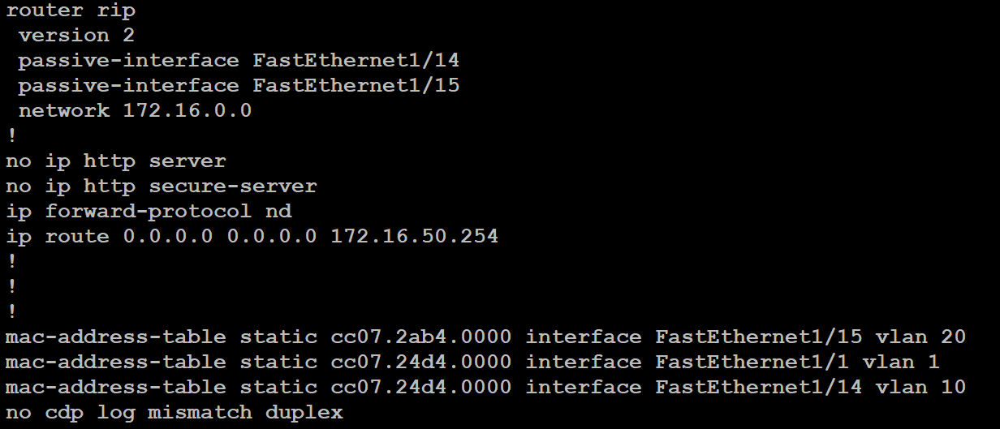 router rip
 version 2
 passive-interface FastEthernet1/14
 passive-interface FastEthernet1/15
 network 172.16.0.0
!
no ip http server
no ip http secure-server
ip forward-protocol nd
ip route 0.0.0.0 0.0.0.0 172.16.50.254
!
!
!
mac-address-table static cc07.2ab4.0000 interface FastEthernet1/15 vlan 20
mac-address-table static cc07.24d4.0000 interface FastEthernet1/1 vlan 1
mac-address-table static cc07.24d4.0000 interface FastEthernet1/14 vlan 10
no cdp log mismatch duplex